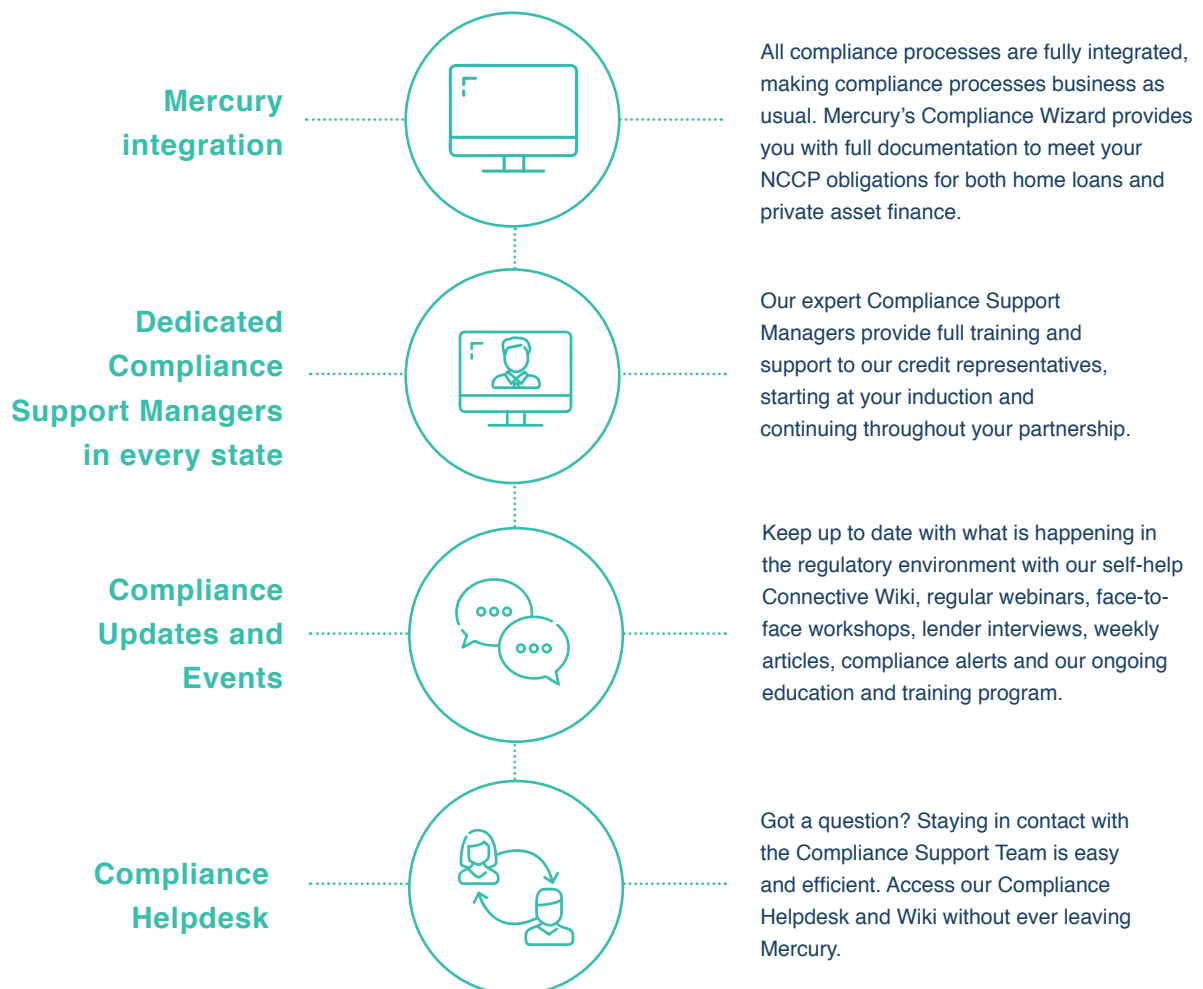 Mercury
integration
All compliance processes are fully integrated,
making compliance processes business as
usual. Mercury’s Compliance Wizard provides
you with full documentation to meet your
NCCP obligations for both home loans and
private asset finance.
Dedicated
Compliance
Support Managers
in every state
Our expert Compliance Support
Managers provide full training and
support to our credit representatives,
starting at your induction and
continuing throughout your partnership.
Compliance
Updates and
Events
Keep up to date with what is happening in
the regulatory environment with our self-help
Connective Wiki, regular webinars, face-to-
face workshops, lender interviews, weekly
articles, compliance alerts and our ongoing
education and training program.
Compliance
Helpdesk
Got a question? Staying in contact with
the Compliance Support Team is easy
and efficient. Access our Compliance
Helpdesk and Wiki without ever leaving
Mercury.